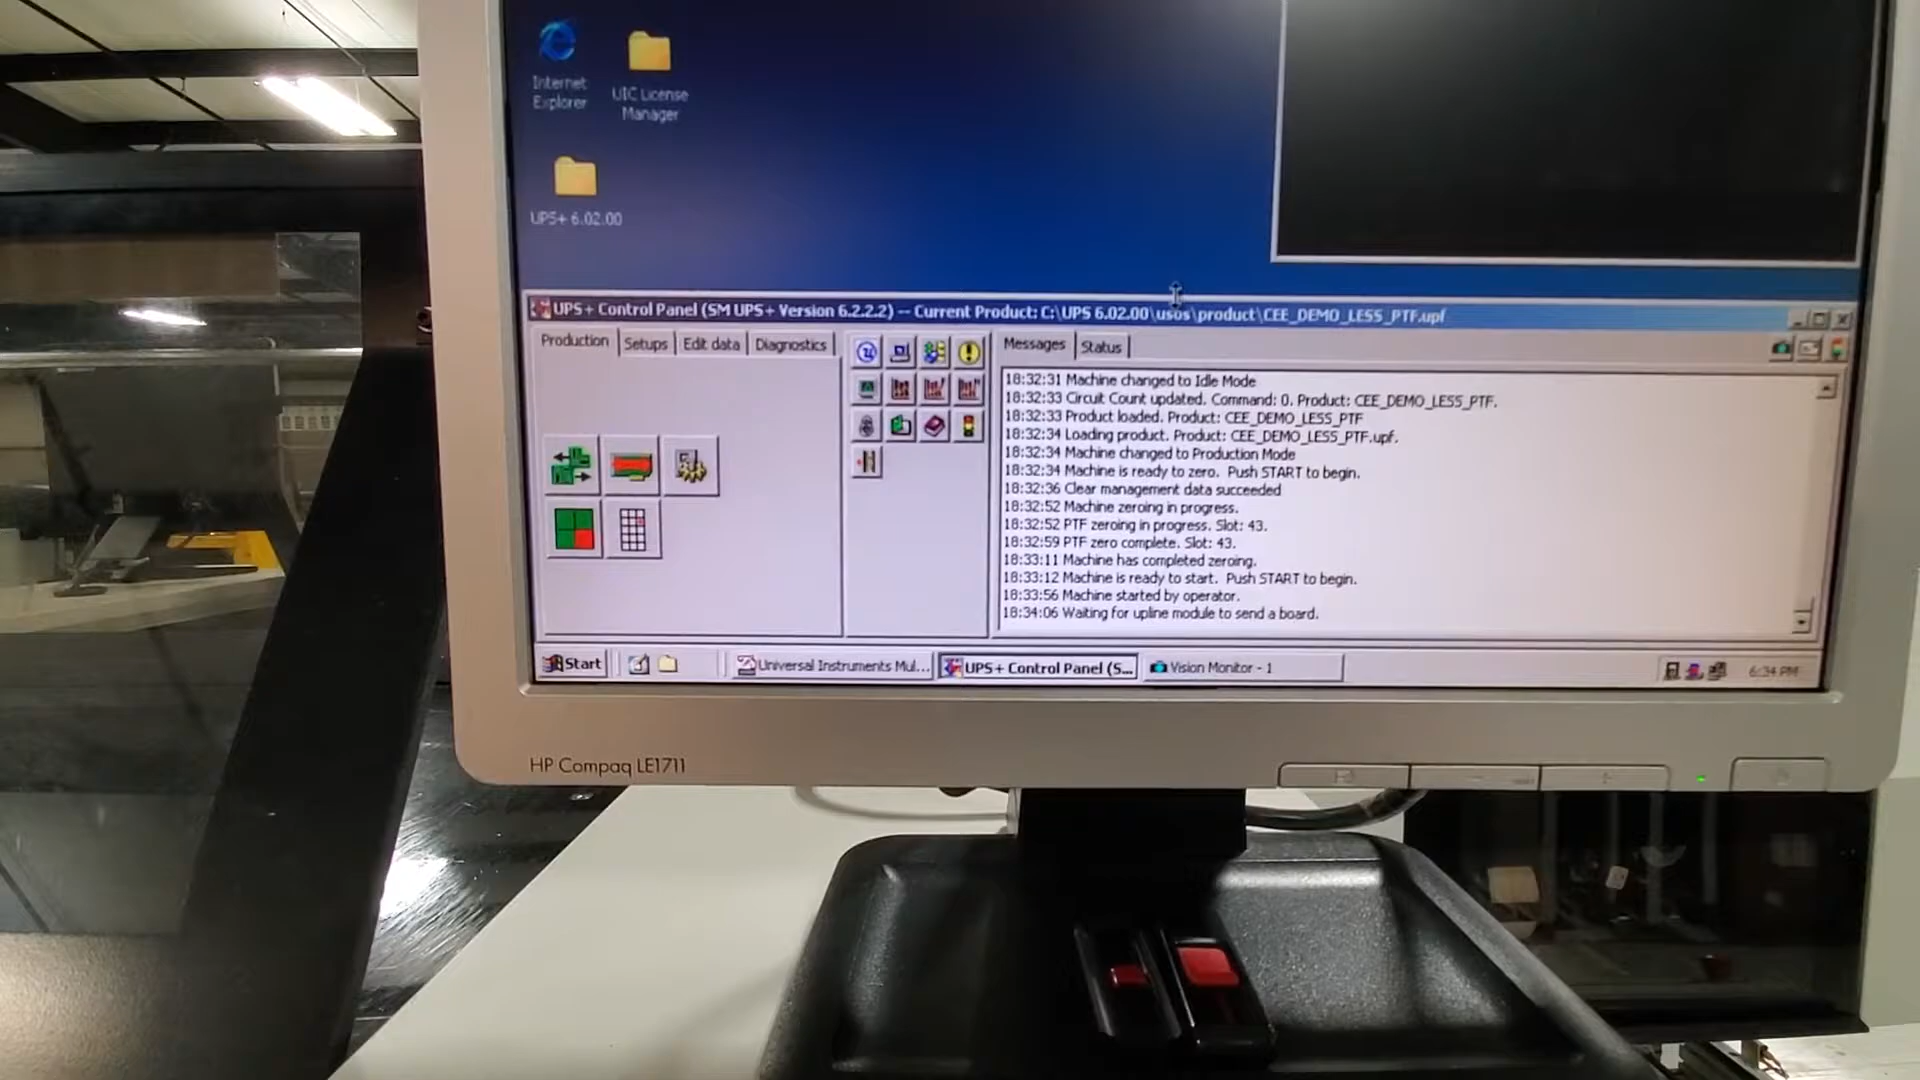 Internet
Explorer
UIC License
Manager
UPS+ 6.02.00
UPS+ Control Panel (SM UPS+ Version 6.2.2.2) -- Current Product: C:\UPS 6.02.00\usos\product\CEE_DEMO_LESS_PTF.upf
Production Setups Edit data Diagnostics
Messages Status
18:32:31 Machine changed to Idle Mode
18:32:33 Circuit Count updated. Command: 0. Product: CEE_DEMO_LESS_PTF.
18:32:33 Product loaded. Product: CEE_DEMO_LESS_PTF
18:32:34 Loading product. Product: CEE_DEMO_LESS_PTF.upf.
18:32:34 Machine changed to Production Mode
18:32:34 Machine is ready to zero. Push START to begin.
18:32:36 Clear management data succeeded
18:32:52 Machine zeroing in progress.
18:32:52 PTF zeroing in progress. Slot: 43.
18:32:59 PTF zero complete. Slot: 43.
18:33:11 Machine has completed zeroing.
18:33:12 Machine is ready to start. Push START to begin.
18:33:56 Machine started by operator.
18:34:06 Waiting for upline module to send a board.
Start Universal Instruments Mul... UPS+ Control Panel (S... Vision Monitor - 1 6:34 PM
HP Compaq LE1711